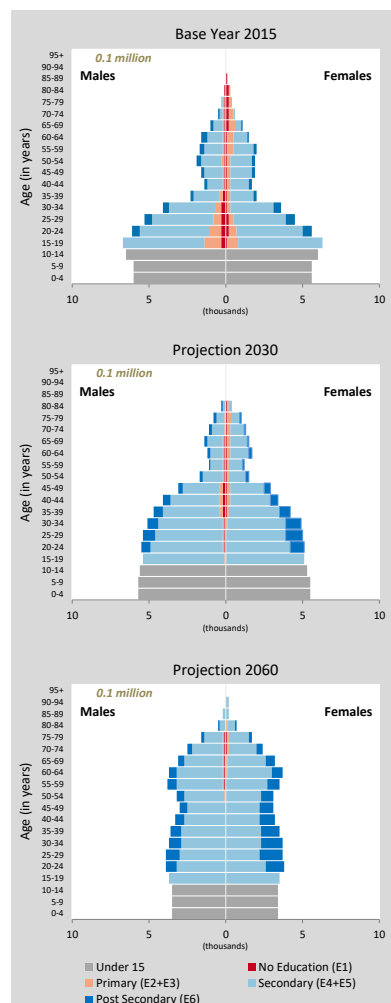 Base Year 2015
0.1 million
Males
Females
Age (in years)
95+
90-94
85-89
80-84
75-79
70-74
65-69
60-64
55-59
50-54
45-49
40-44
35-39
30-34
25-29
20-24
15-19
10-14
5-9
0-4
10 5 0 5 10
(thousands)
Projection 2030
0.1 million
Males
Females
Age (in years)
95+
90-94
85-89
80-84
75-79
70-74
65-69
60-64
55-59
50-54
45-49
40-44
35-39
30-34
25-29
20-24
15-19
10-14
5-9
0-4
10 5 0 5 10
(thousands)
Projection 2060
0.1 million
Males
Females
Age (in years)
95+
90-94
85-89
80-84
75-79
70-74
65-69
60-64
55-59
50-54
45-49
40-44
35-39
30-34
25-29
20-24
15-19
10-14
5-9
0-4
10 5 0 5 10
(thousands)
Under 15
No Education (E1)
Primary (E2+E3)
Secondary (E4+E5)
Post Secondary (E6)